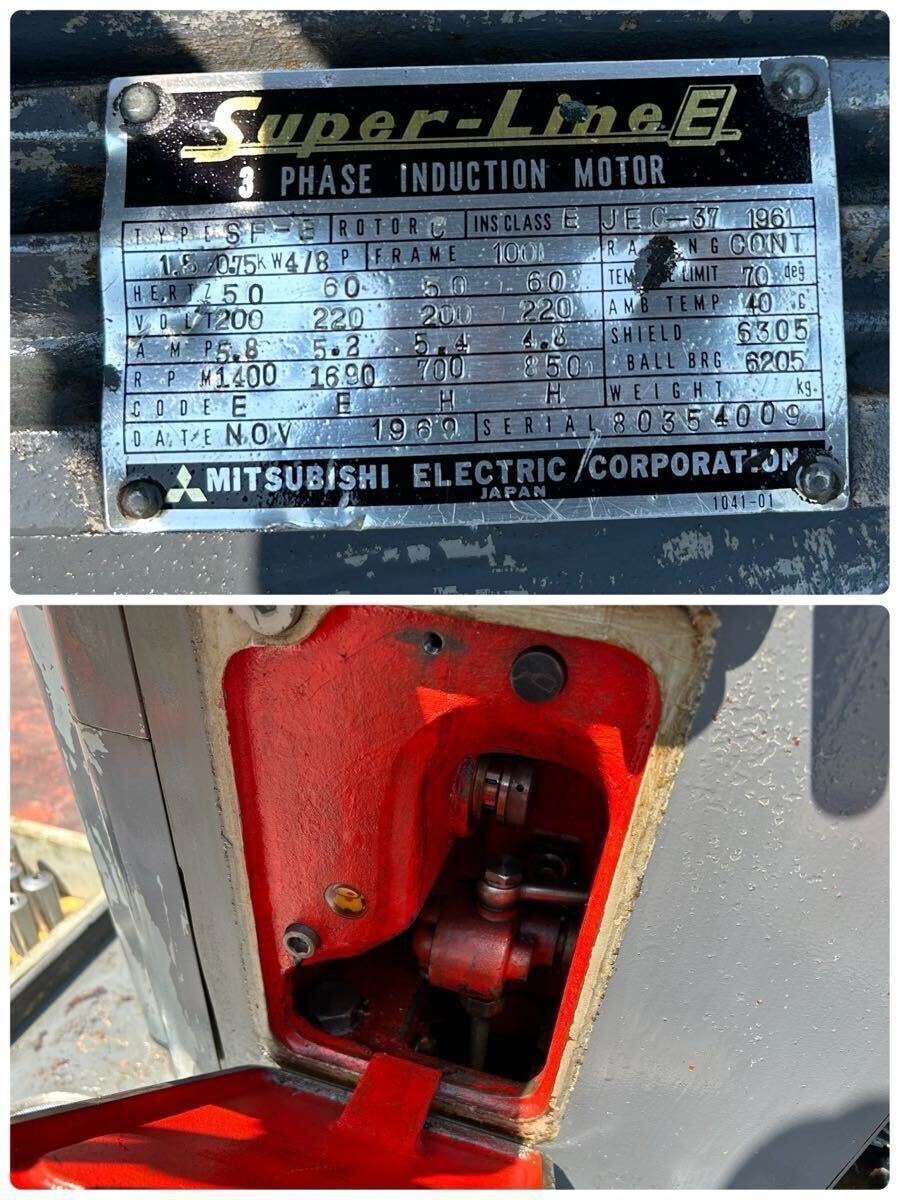 Super-Line E
3 PHASE INDUCTION MOTOR
TYPE SF-E ROTOR C INS CLASS E JEC-37 1961
1.5/0.75 KW 4/8 P FRAME 100 RATING CONT
HERTZ 50 60 50 60 LIMIT 70 deg
VOLT 200 220 200 220 AMB TEMP 40 C
AMP 5.8 5.2 5.4 4.8 SHIELD 6305
RPM 1400 1690 700 850 BALL BRG 6205
CODE E E H H WEIGHT kg.
DATE NOV 1969 SERIAL 80354009
MITSUBISHI ELECTRIC CORPORATION
JAPAN
1041-01